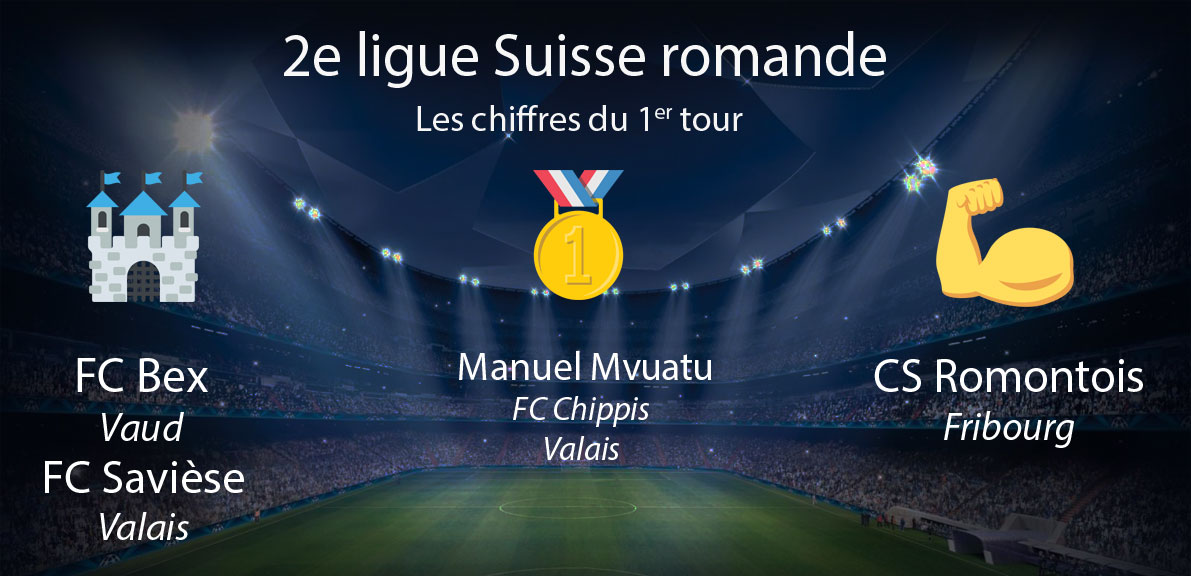 2e ligue Suisse romande
Les chiffres du 1er tour
1
FC Bex
Vaud
FC Savièse
Valais
Manuel Mvuatu
FC Chippis
Valais
CS Romontois
Fribourg